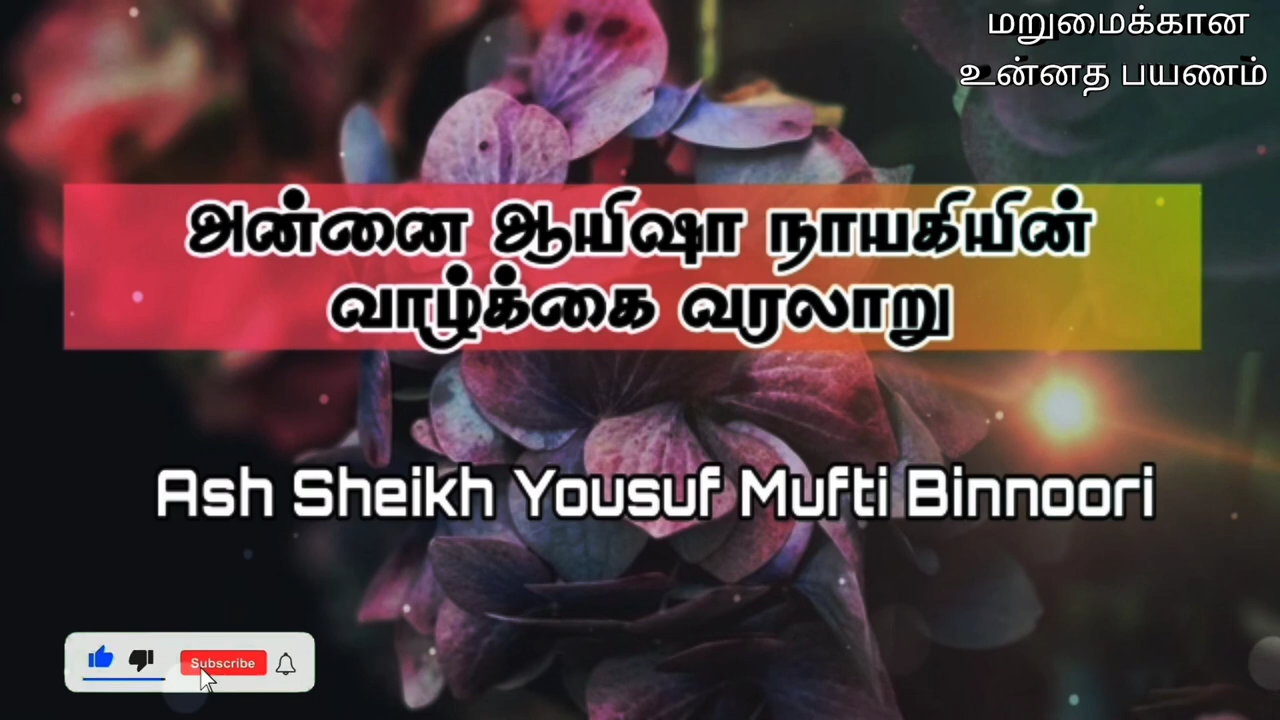 மறுமைக்கான
உன்னத பயணம்
அன்னை ஆயிஷா நாயகியின்
வாழ்க்கை வரலாறு
Ash Sheikh Yousuf Mufti Binnoori
Subscribe